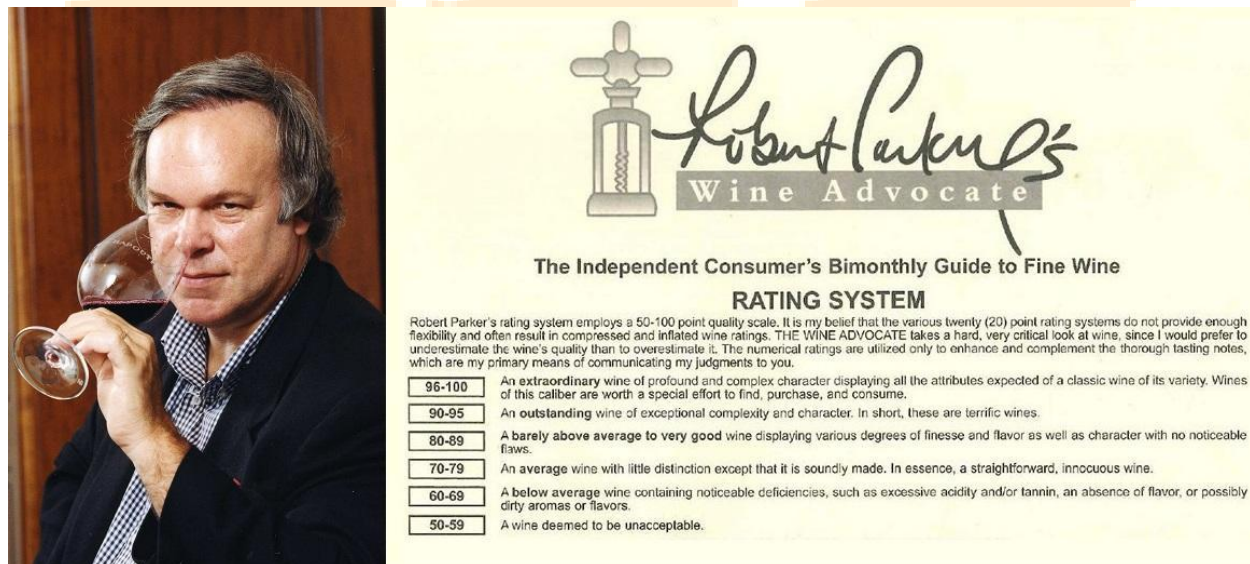 Robert Parker's
Wine Advocate
The Independent Consumer's Bimonthly Guide to Fine Wine
RATING SYSTEM
Robert Parker's rating system employs a 50-100 point quality scale. It is my belief that the various twenty (20) point rating systems do not provide enough
flexibility and often result in compressed and inflated wine ratings. THE WINE ADVOCATE takes a hard, very critical look at wine, since I would prefer to
underestimate the wine's quality than to overestimate it. The numerical ratings are utilized only to enhance and complement the thorough tasting notes,
which are my primary means of communicating my judgments to you.
96-100 An extraordinary wine of profound and complex character displaying all the attributes expected of a classic wine of its variety. Wines
of this caliber are worth a special effort to find, purchase, and consume.
90-95 An outstanding wine of exceptional complexity and character. In short, these are terrific wines.
80-89 A barely above average to very good wine displaying various degrees of finesse and flavor as well as character with no noticeable
flaws.
70-79 An average wine with little distinction except that it is soundly made. In essence, a straightforward, innocuous wine.
60-69 A below average wine containing noticeable deficiencies, such as excessive acidity and/or tannin, an absence of flavor, or possibly
dirty aromas or flavors.
50-59 A wine deemed to be unacceptable.